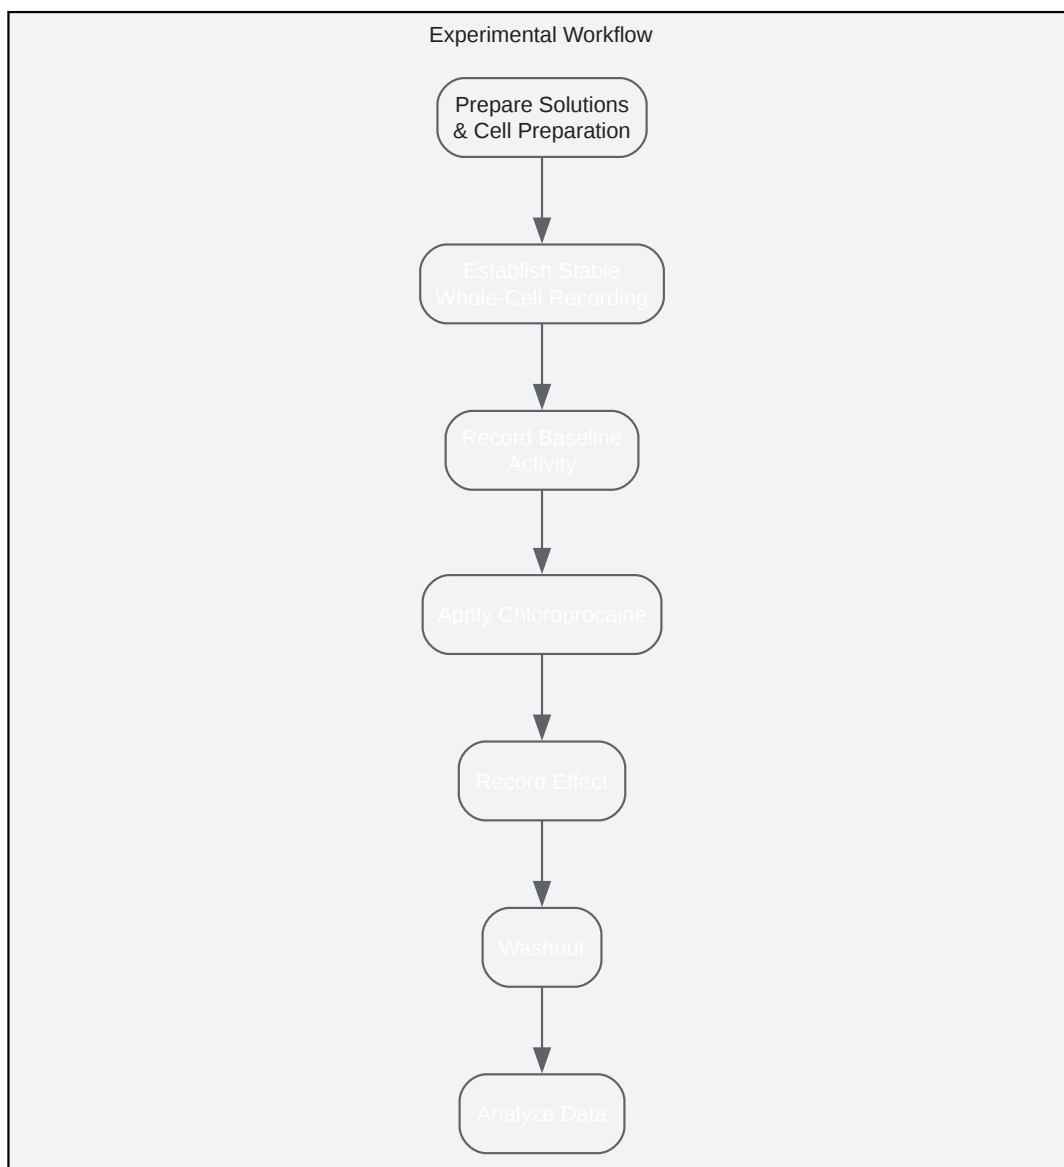 Experimental Workflow
Prepare Solutions
& Cell Preparation
Establish Stable
Whole-Cell Recording
Record Baseline
Activity
Apply Chloroprocaine
Record Effect
Washout
Analyze Data